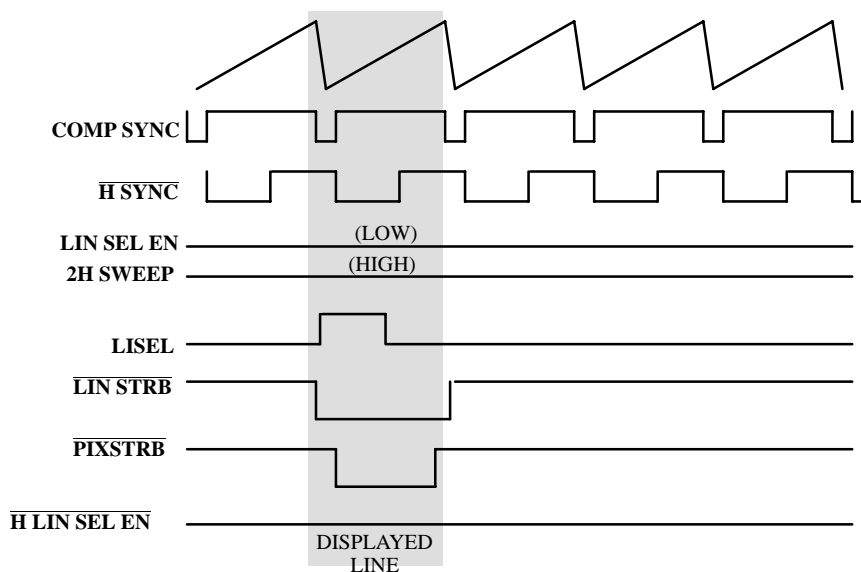 COMP SYNC
H SYNC
LIN SEL EN
(LOW)
2H SWEEP
(HIGH)
LISEL
LIN STRB
PIXSTRB
H LIN SEL EN
DISPLAYED
LINE